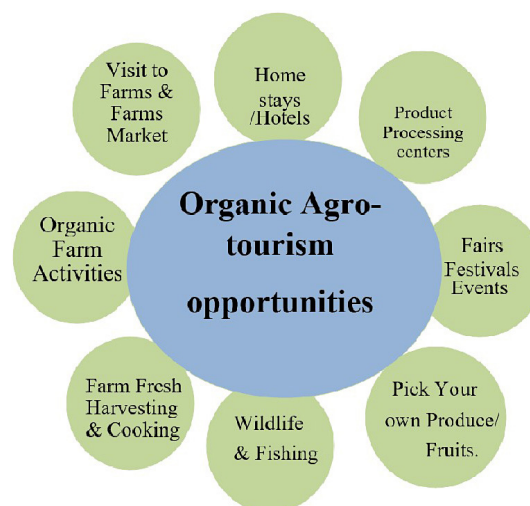 Organic Agro-
tourism
opportunities
Home
stays
/Hotels
Product
Processing
centers
Fairs
Festivals
Events
Pick Your
own Produce/
Fruits.
Wildlife
& Fishing
Farm Fresh
Harvesting
& Cooking
Organic
Farm
Activities
Visit to
Farms &
Farms
Market